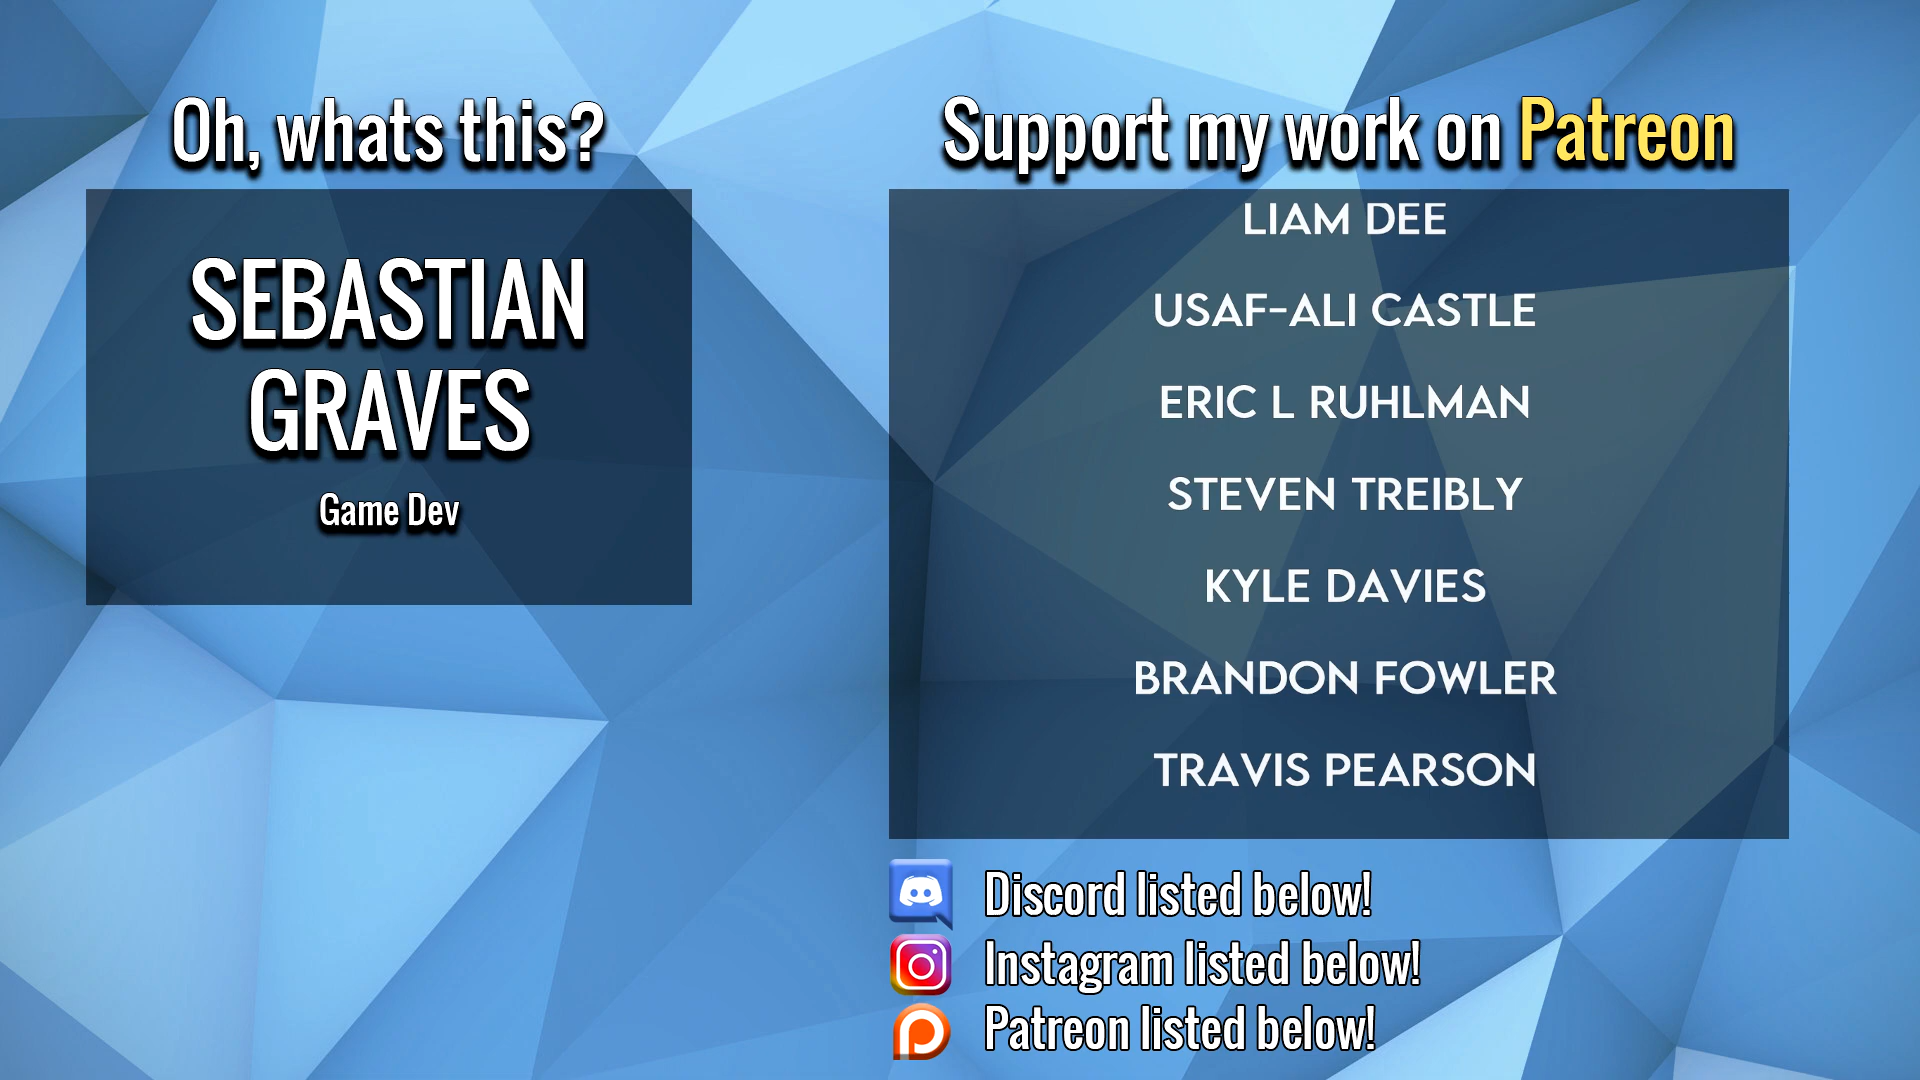 Oh, whats this?
SEBASTIAN
GRAVES
Game Dev
Support my work on Patreon
LIAM DEE
USAF-ALI CASTLE
ERIC L RUHLMAN
STEVEN TREIBLY
KYLE DAVIES
BRANDON FOWLER
TRAVIS PEARSON
Discord listed below!
Instagram listed below!
Patreon listed below!